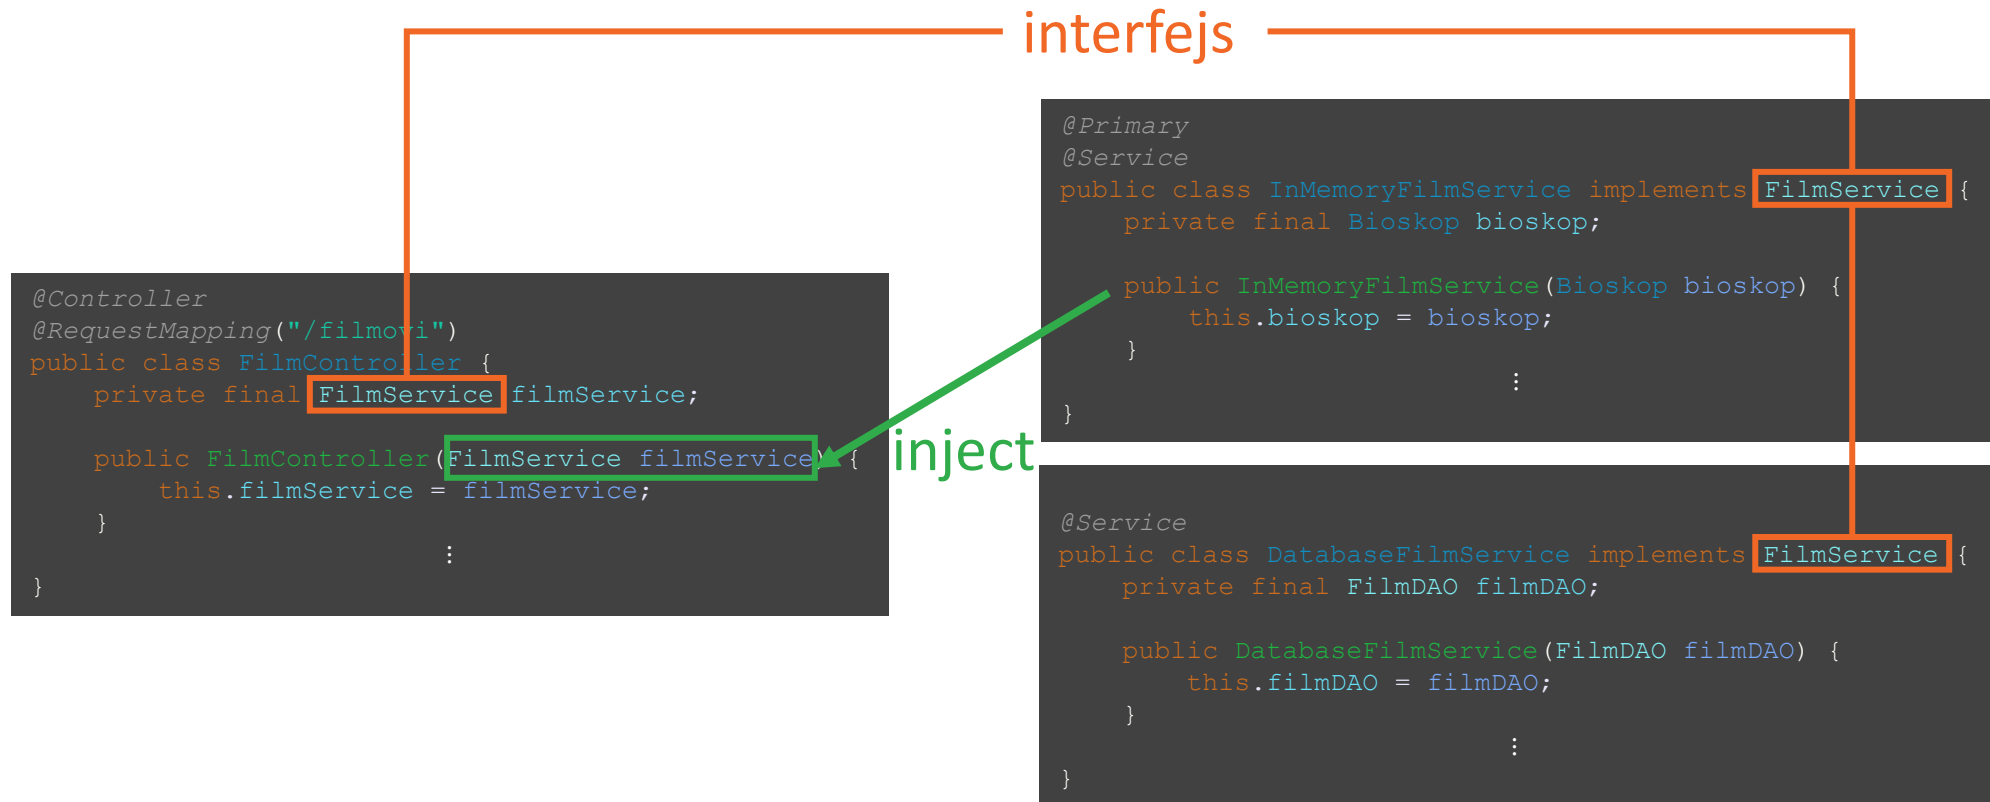 interfejs
@Controller
@RequestMapping("/filmovi")
public class FilmController {
    private final FilmService filmService;
    public FilmController(FilmService filmService) {
        this.filmService = filmService;
    }
⋮
}
inject
@Primary
@Service
public class InMemoryFilmService implements FilmService {
    private final Bioskop bioskop;
    public InMemoryFilmService(Bioskop bioskop) {
        this.bioskop = bioskop;
    }
⋮
}
@Service
public class DatabaseFilmService implements FilmService {
    private final FilmDAO filmDAO;
    public DatabaseFilmService(FilmDAO filmDAO) {
        this.filmDAO = filmDAO;
    }
⋮
}